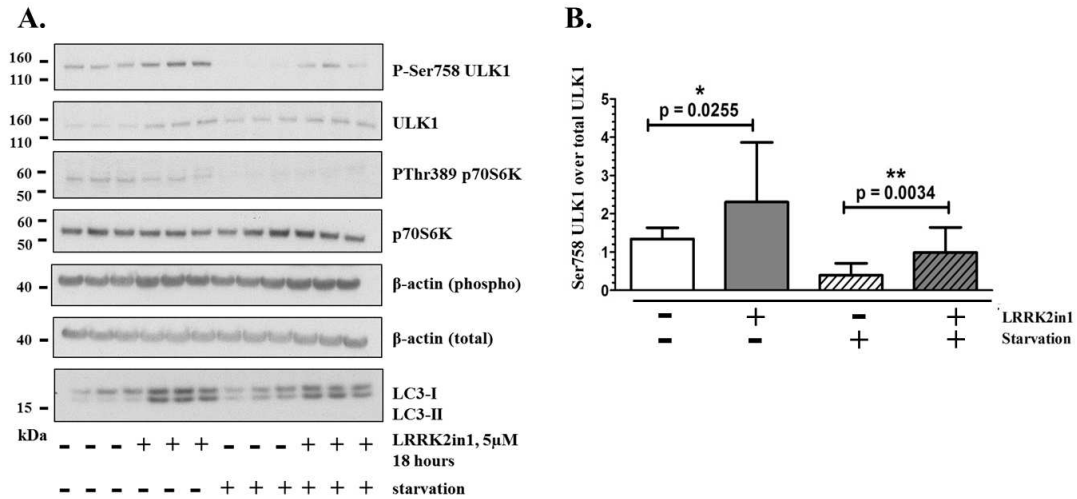 A.
160
110
P-Ser758 ULK1
160
110
ULK1
60
50
PThr389 p70S6K
60
50
p70S6K
40
β-actin (phospho)
40
β-actin (total)
15
LC3-I
LC3-II
kDa
- - - + + + - - - + + + LRRK2in1, 5µM
18 hours
- - - - - - + + + + + + starvation
B.
Ser758 ULK1 over total ULK1
5
4
3
2
1
0
*
p = 0.0255
**
p = 0.0034
- + - + LRRK2in1
- - + + Starvation